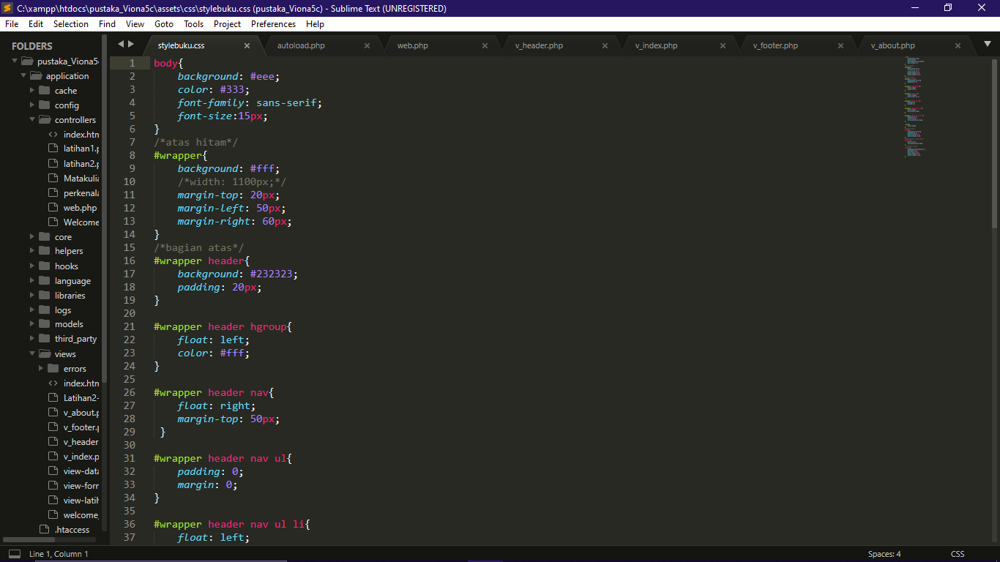 C:\xampp\htdocs\pustaka_Viona5c\assets\css\stylebuku.css (pustaka_Viona5c) - Sublime Text (UNREGISTERED)
File Edit Selection Find View Goto Tools Project Preferences Help
FOLDERS
pustaka_Viona5
application
cache
config
controllers
index.htm
latihan1.p
latihan2.p
Matakulia
perkenala
web.php
Welcome
core
helpers
hooks
language
libraries
logs
models
third_party
views
errors
index.htm
Latihan2-
v_about.p
v_footer.p
v_header
v_index.p
view-data
view-forn
view-latih
welcome_
.htaccess
stylebuku.css autoload.php web.php v_header.php v_index.php v_footer.php v_about.php
1 body{
2     background: #eee;
3     color: #333;
4     font-family: sans-serif;
5     font-size:15px;
6 }
7 /*atas hitam*/
8 #wrapper{
9     background: #fff;
10     /*width: 1100px;*/
11     margin-top: 20px;
12     margin-left: 50px;
13     margin-right: 60px;
14 }
15 /*bagian atas*/
16 #wrapper header{
17     background: #232323;
18     padding: 20px;
19 }
20
21 #wrapper header hgroup{
22     float: left;
23     color: #fff;
24 }
25
26 #wrapper header nav{
27     float: right;
28     margin-top: 50px;
29  }
30
31 #wrapper header nav ul{
32     padding: 0;
33     margin: 0;
34 }
35
36 #wrapper header nav ul li{
37     float: left;
Line 1, Column 1 Spaces: 4 CSS